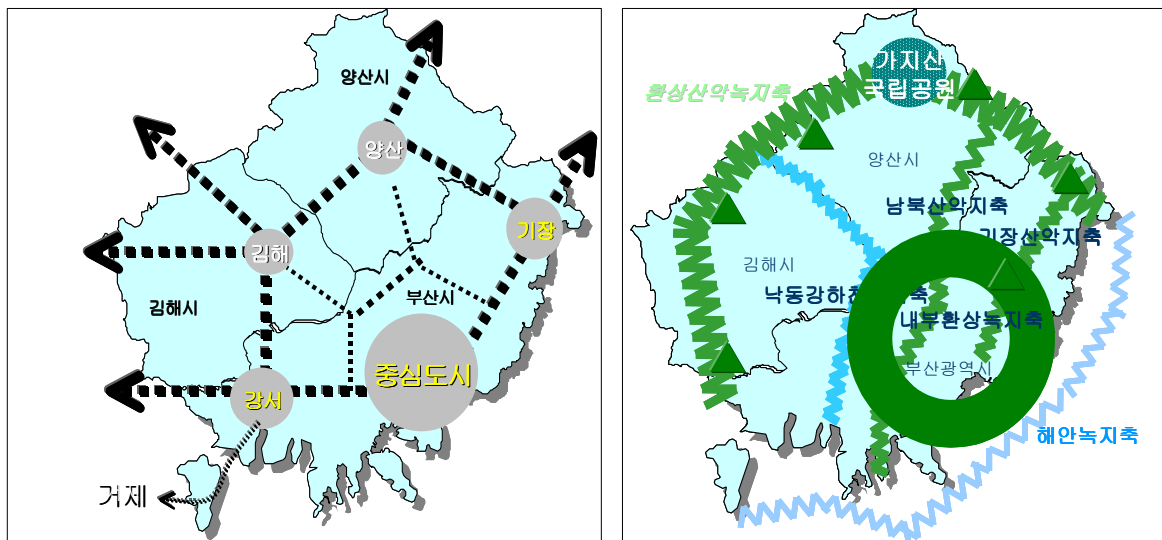 양산시
양산
기장
김해
부산시
김해시
중심도시
강서
거제
가지산
국립공원
환상산악녹지축
양산시
남북산악지축
기장산악지축
김해시
낙동강하천
축
내부환상녹지축
부산광역시
해안녹지축